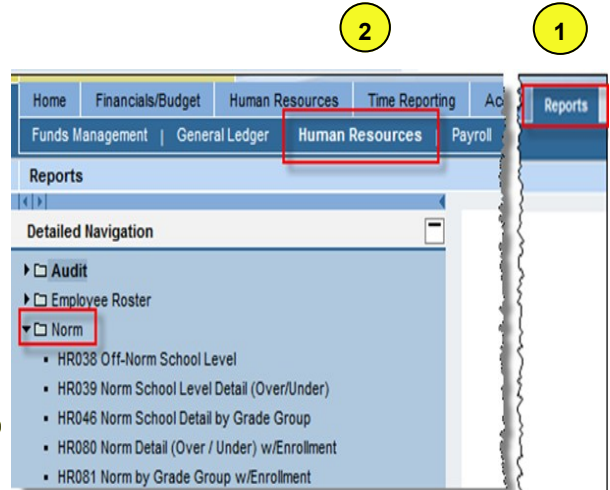 2 1
Home Financials/Budget Human Resources Time Reporting Reports
Funds Management | General Ledger Human Resources | Payroll
Reports
Detailed Navigation
Audit
Employee Roster
Norm
HR038 Off-Norm School Level
HR039 Norm School Level Detail (Over/Under)
HR046 Norm School Detail by Grade Group
HR080 Norm Detail (Over / Under) w/Enrollment
HR081 Norm by Grade Group w/Enrollment